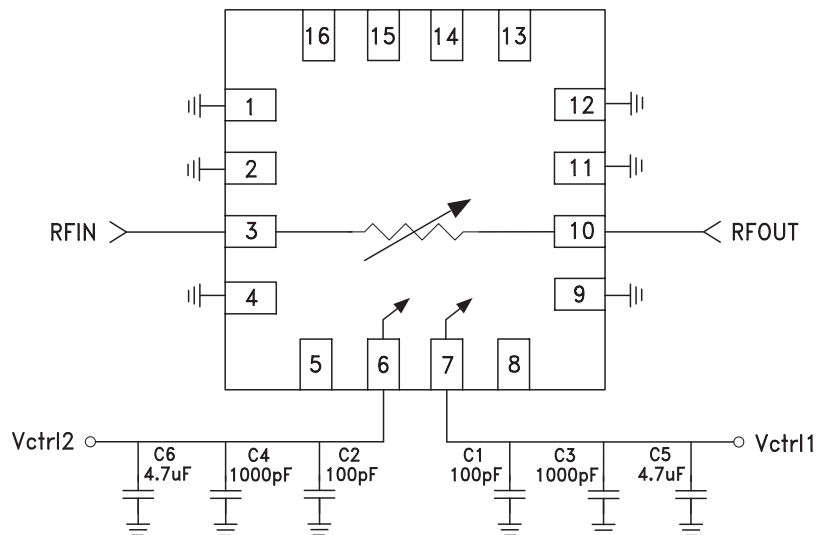 16 15 14 13
1 12
2 11
RFIN 3 10 RFOUT
4 9
5 6 7 8
Vctrl2 Vctrl1
C6 C4 C2 C1 C3 C5
4.7uF 1000pF 100pF 100pF 1000pF 4.7uF